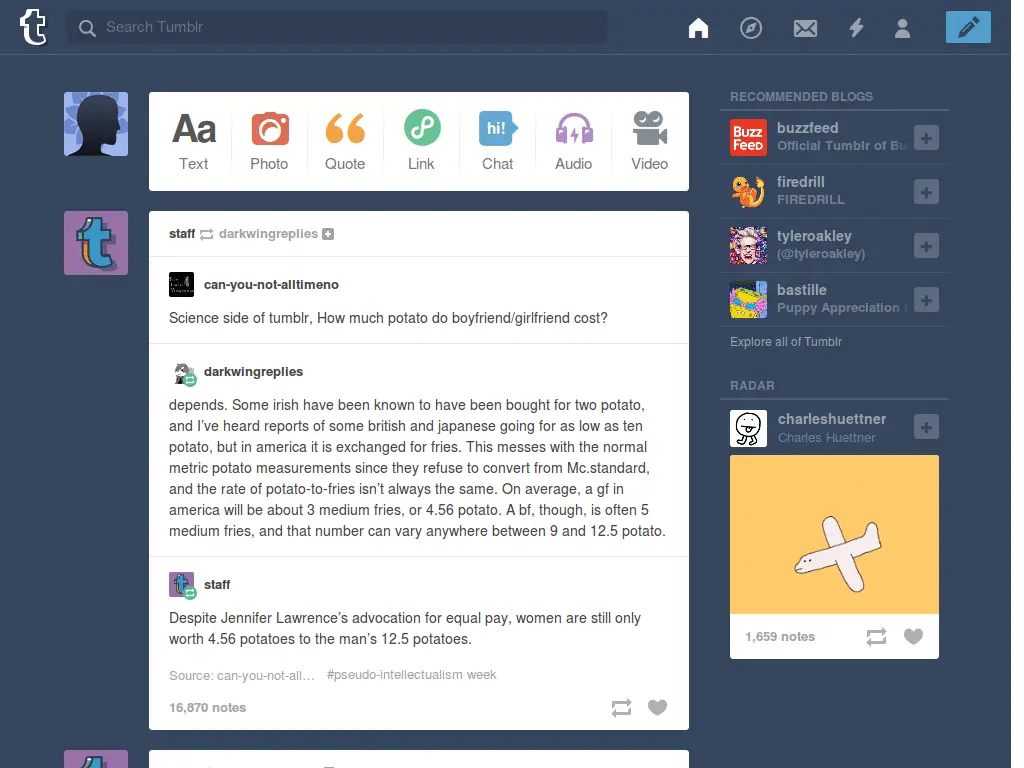 t
Search Tumblr
Aa
hi!
Text
Photo
Quote
Link
Chat
Audio
Video
staff darkwingreplies
can-you-not-alltimeno
Science side of tumblr, How much potato do boyfriend/girlfriend cost?
darkwingreplies
depends. Some irish have been known to have been bought for two potato,
and I've heard reports of some british and japanese going for as low as ten
potato, but in america it is exchanged for fries. This messes with the normal
metric potato measurements since they refuse to convert from Mc.standard,
and the rate of potato-to-fries isn't always the same. On average, a gf in
america will be about 3 medium fries, or 4.56 potato. A bf, though, is often 5
medium fries, and that number can vary anywhere between 9 and 12.5 potato.
staff
Despite Jennifer Lawrence's advocation for equal pay, women are still only
worth 4.56 potatoes to the man's 12.5 potatoes.
Source: can-you-not-all… #pseudo-intellectualism week
16,870 notes
RECOMMENDED BLOGS
Buzz
FeeD
buzzfeed
Official Tumblr of Bu
firedrill
FIREDRILL
tyleroakley
(@tyleroakley)
bastille
Puppy Appreciation
Explore all of Tumblr
RADAR
charleshuettner
Charles Huettner
1,659 notes